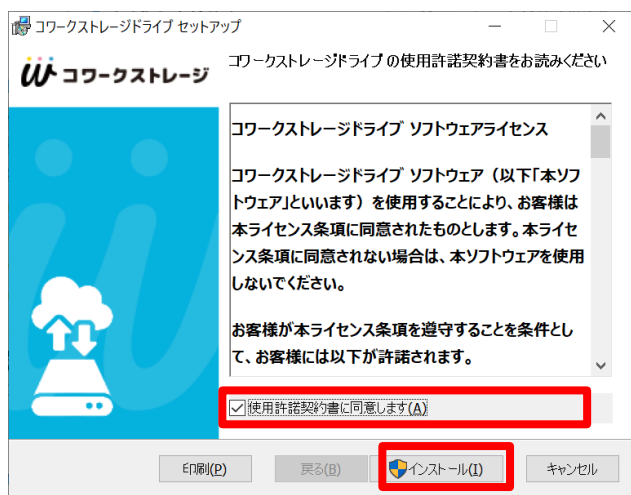 コワークストレージドライブ セットアップ
コワークストレージ
コワークストレージドライブ の使用許諾契約書をお読みください
コワークストレージドライブ ソフトウェアライセンス
コワークストレージドライブ ソフトウェア（以下「本ソフ
トウェア」といいます）を使用することにより、お客様は
本ライセンス条項に同意されたものとします。本ライセ
ンス条項に同意されない場合は、本ソフトウェアを使用
しないでください。
お客様が本ライセンス条項を遵守することを条件とし
て、お客様には以下が許諾されます。
使用許諾契約書に同意します(A)
印刷(P)
戻る(B)
インストール(I)
キャンセル